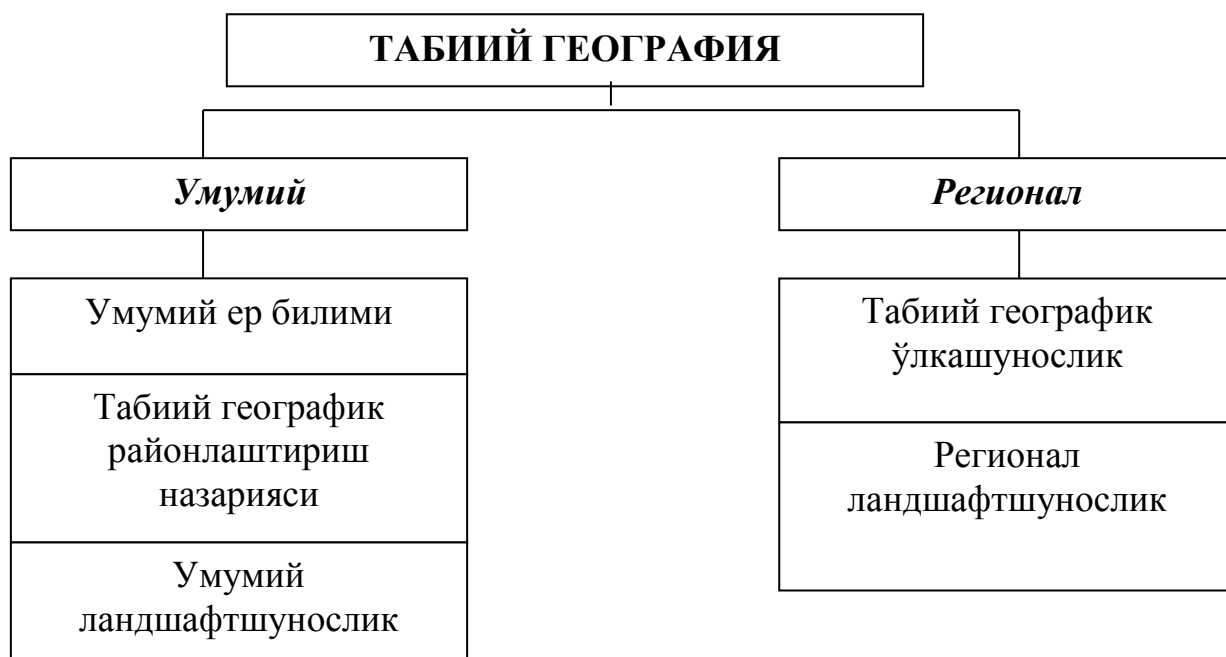 ТАБИИЙ ГЕОГРАФИЯ
Умумий
Регионал
Умумий ер билими
Табиий географик
районлаштириш
назарияси
Умумий
ландшафтшунослик
Табиий географик
ўлкашунослик
Регионал
ландшафтшунослик